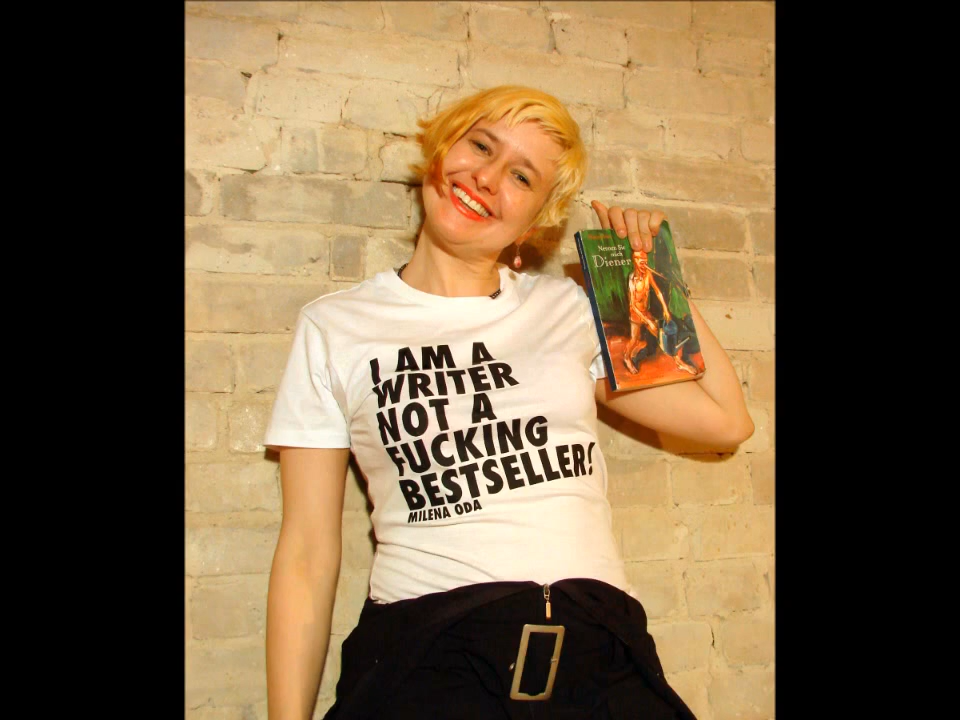 I AM A
WRITER
NOT A
FUCKING
BESTSELLER!
MILENA ODA
Nennen Sie
mich
Diener